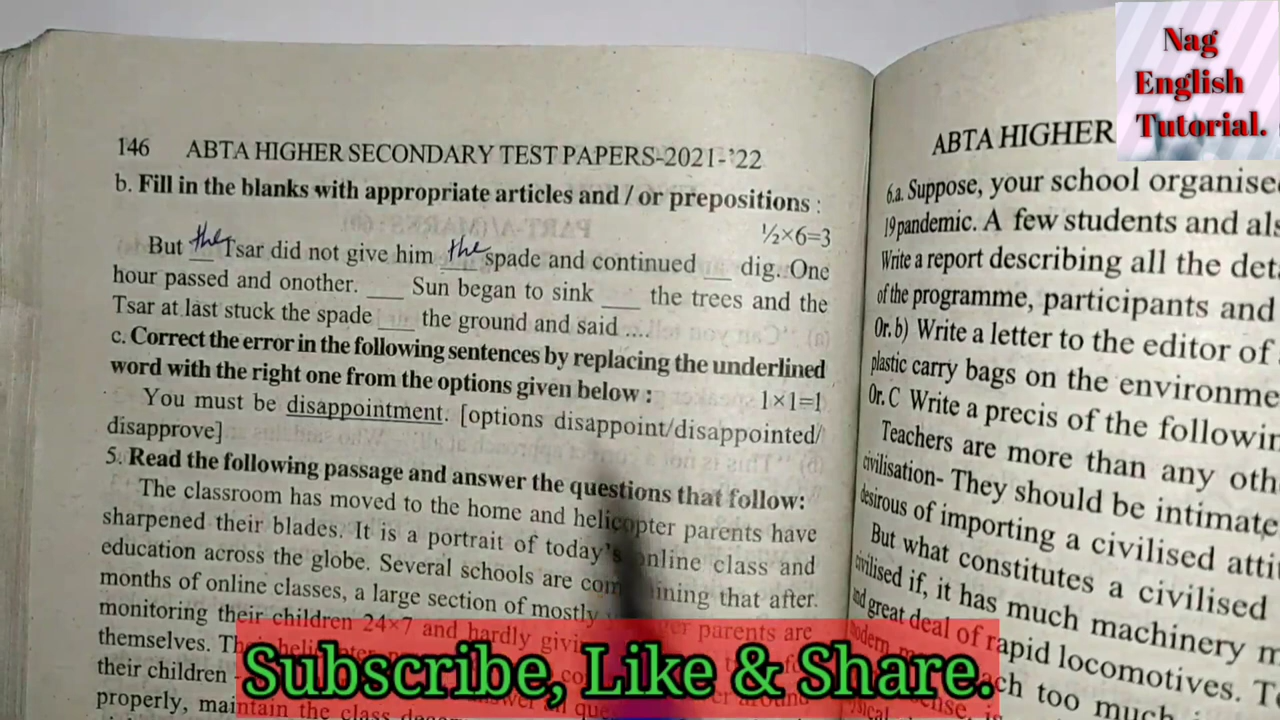 Nag
English
Tutorial.
146 ABTA HIGHER SECONDARY TEST PAPERS-2021-'22
b. Fill in the blanks with appropriate articles and / or prepositions :
½×6=3
But the Tsar did not give him the spade and continued __ dig. One
hour passed and onother. ___ Sun began to sink ___ the trees and the
Tsar at last stuck the spade ___ the ground and said ....
c. Correct the error in the following sentences by replacing the underlined
word with the right one from the options given below : 1×1=1
You must be disappointment. [options disappoint/disappointed/
disapprove]
5. Read the following passage and answer the questions that follow:
The classroom has moved to the home and helicopter parents have
sharpened their blades. It is a portrait of today's online class and
education across the globe. Several schools are that after
months of online classes, a large section of mostly parents are
monitoring their children 24×7 and hardly
themselves.
their children
properly, maintain the class
ABTA HIGHER
6.a. Suppose, your school organise
19 pandemic. A few students and als
Write a report describing all the det
of the programme, participants and
Or. b) Write a letter to the editor of
plastic carry bags on the environme
Or. C Write a precis of the followin
Teachers are more than any oth
civilisation- They should be intimate
desirous of importing a civilised atti
But what constitutes a civilised
civilised if, it has much machinery
and great deal of rapid locomotives.
too much
Subscribe, Like & Share.